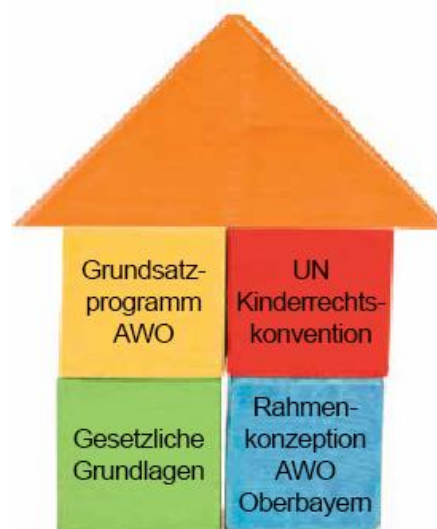 Grundsatz-
programm
AWO
UN
Kinderrechts-
konvention
Gesetzliche
Grundlagen
Rahmen-
konzeption
AWO
Oberbayern